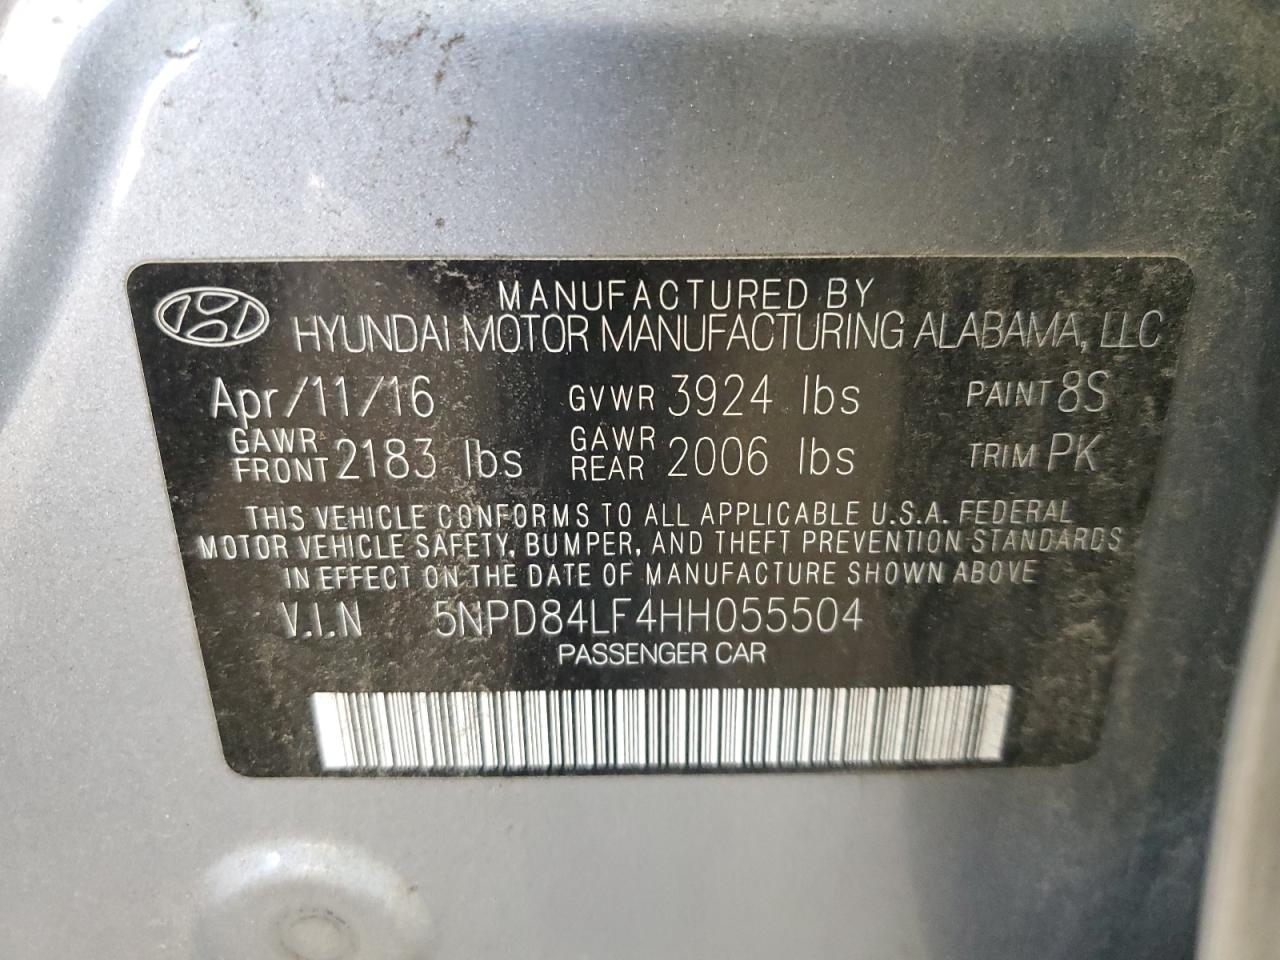 MANUFACTURED BY
HYUNDAI MOTOR MANUFACTURING ALABAMA, LLC
Apr/11/16 GVWR 3924 lbs PAINT 8S
GAWR FRONT 2183 lbs GAWR REAR 2006 lbs TRIM PK
THIS VEHICLE CONFORMS TO ALL APPLICABLE U.S.A. FEDERAL
MOTOR VEHICLE SAFETY, BUMPER, AND THEFT PREVENTION STANDARDS
IN EFFECT ON THE DATE OF MANUFACTURE SHOWN ABOVE
V.I.N 5NPD84LF4HH055504
PASSENGER CAR